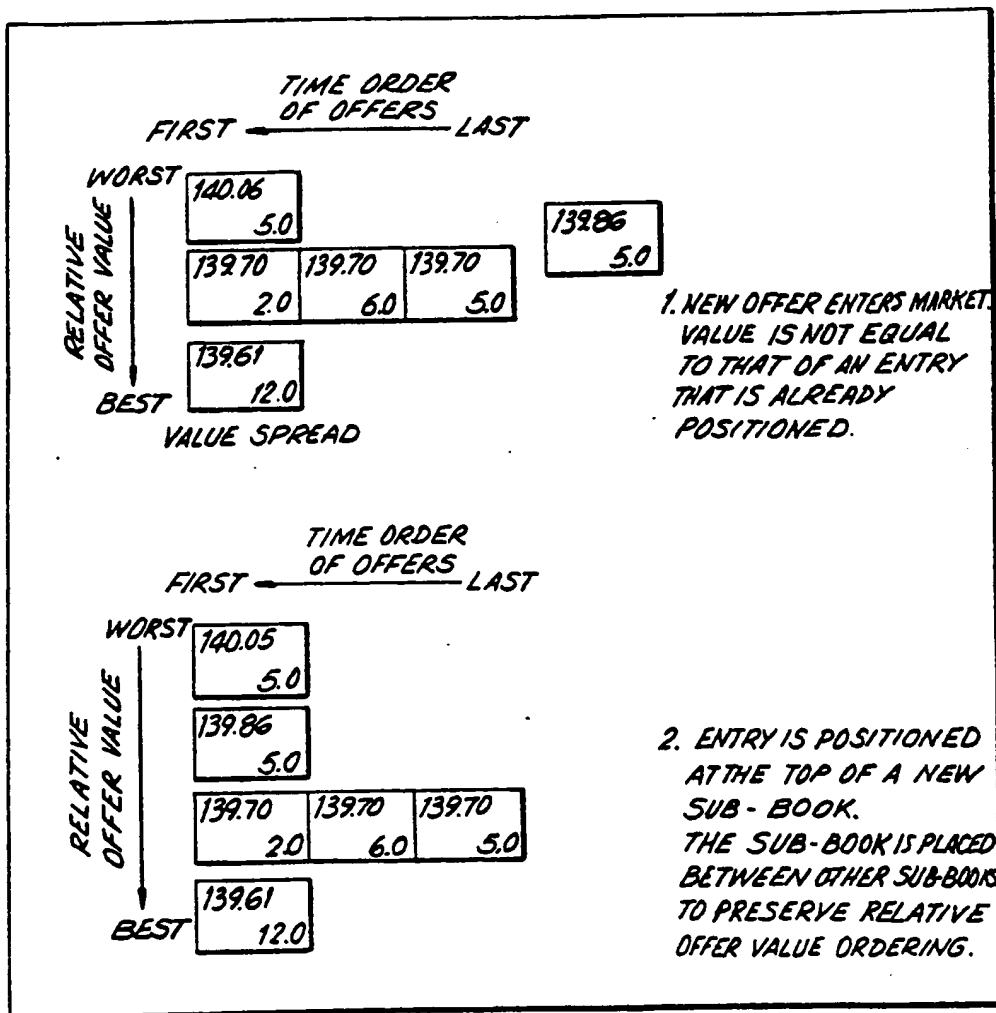 TIME ORDER
OF OFFERS
FIRST LAST
WORST
RELATIVE
OFFER VALUE
140.06
5.0
139.86
5.0
139.70 139.70 139.70
2.0 6.0 5.0
139.61
12.0
BEST
VALUE SPREAD
1. NEW OFFER ENTERS MARKET.
VALUE IS NOT EQUAL
TO THAT OF AN ENTRY
THAT IS ALREADY
POSITIONED.
TIME ORDER
OF OFFERS
FIRST LAST
WORST
RELATIVE
OFFER VALUE
140.05
5.0
139.86
5.0
139.70 139.70 139.70
2.0 6.0 5.0
139.61
12.0
BEST
2. ENTRY IS POSITIONED
AT THE TOP OF A NEW
SUB-BOOK.
THE SUB-BOOK IS PLACED
BETWEEN OTHER SUB-BOOKS
TO PRESERVE RELATIVE
OFFER VALUE ORDERING.